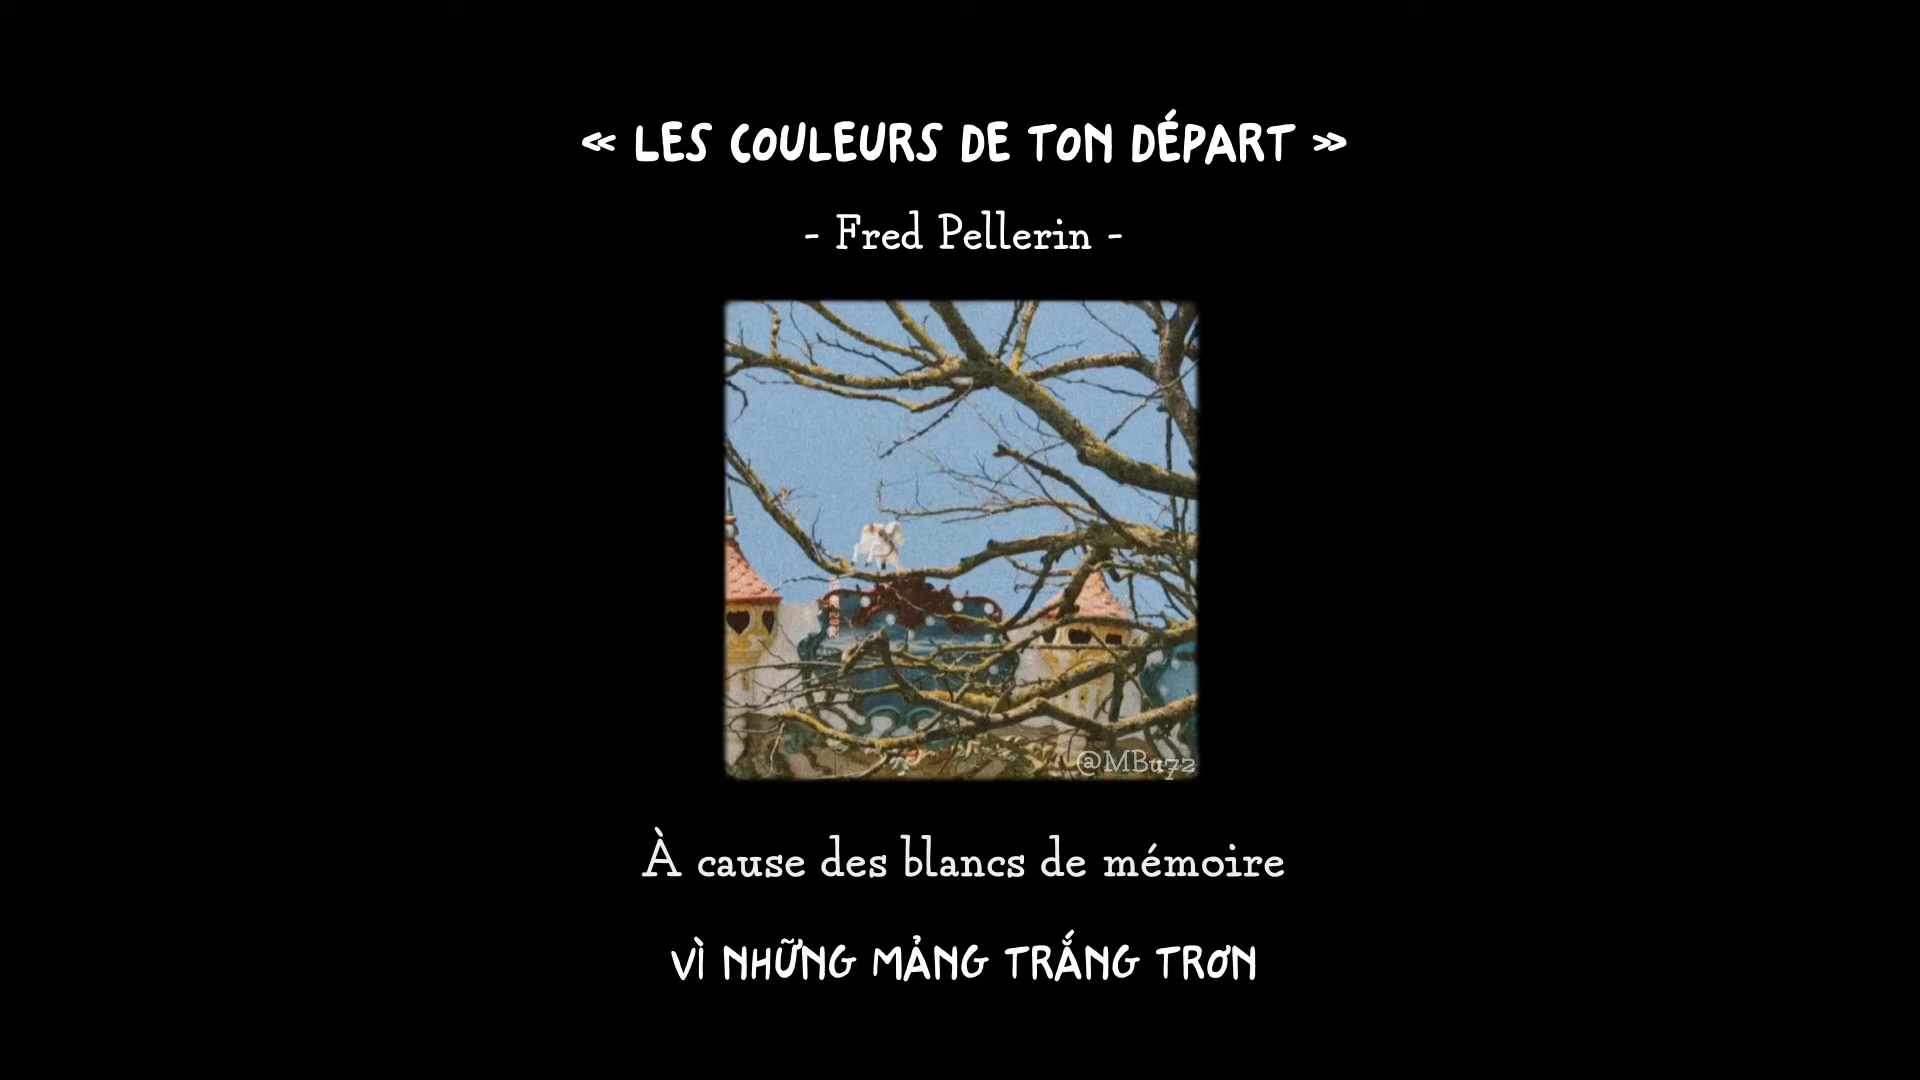 « LES COULEURS DE TON DÉPART »
- Fred Pellerin -
@MBu72
À cause des blancs de mémoire
VÌ NHỮNG MẢNG TRẮNG TRƠN